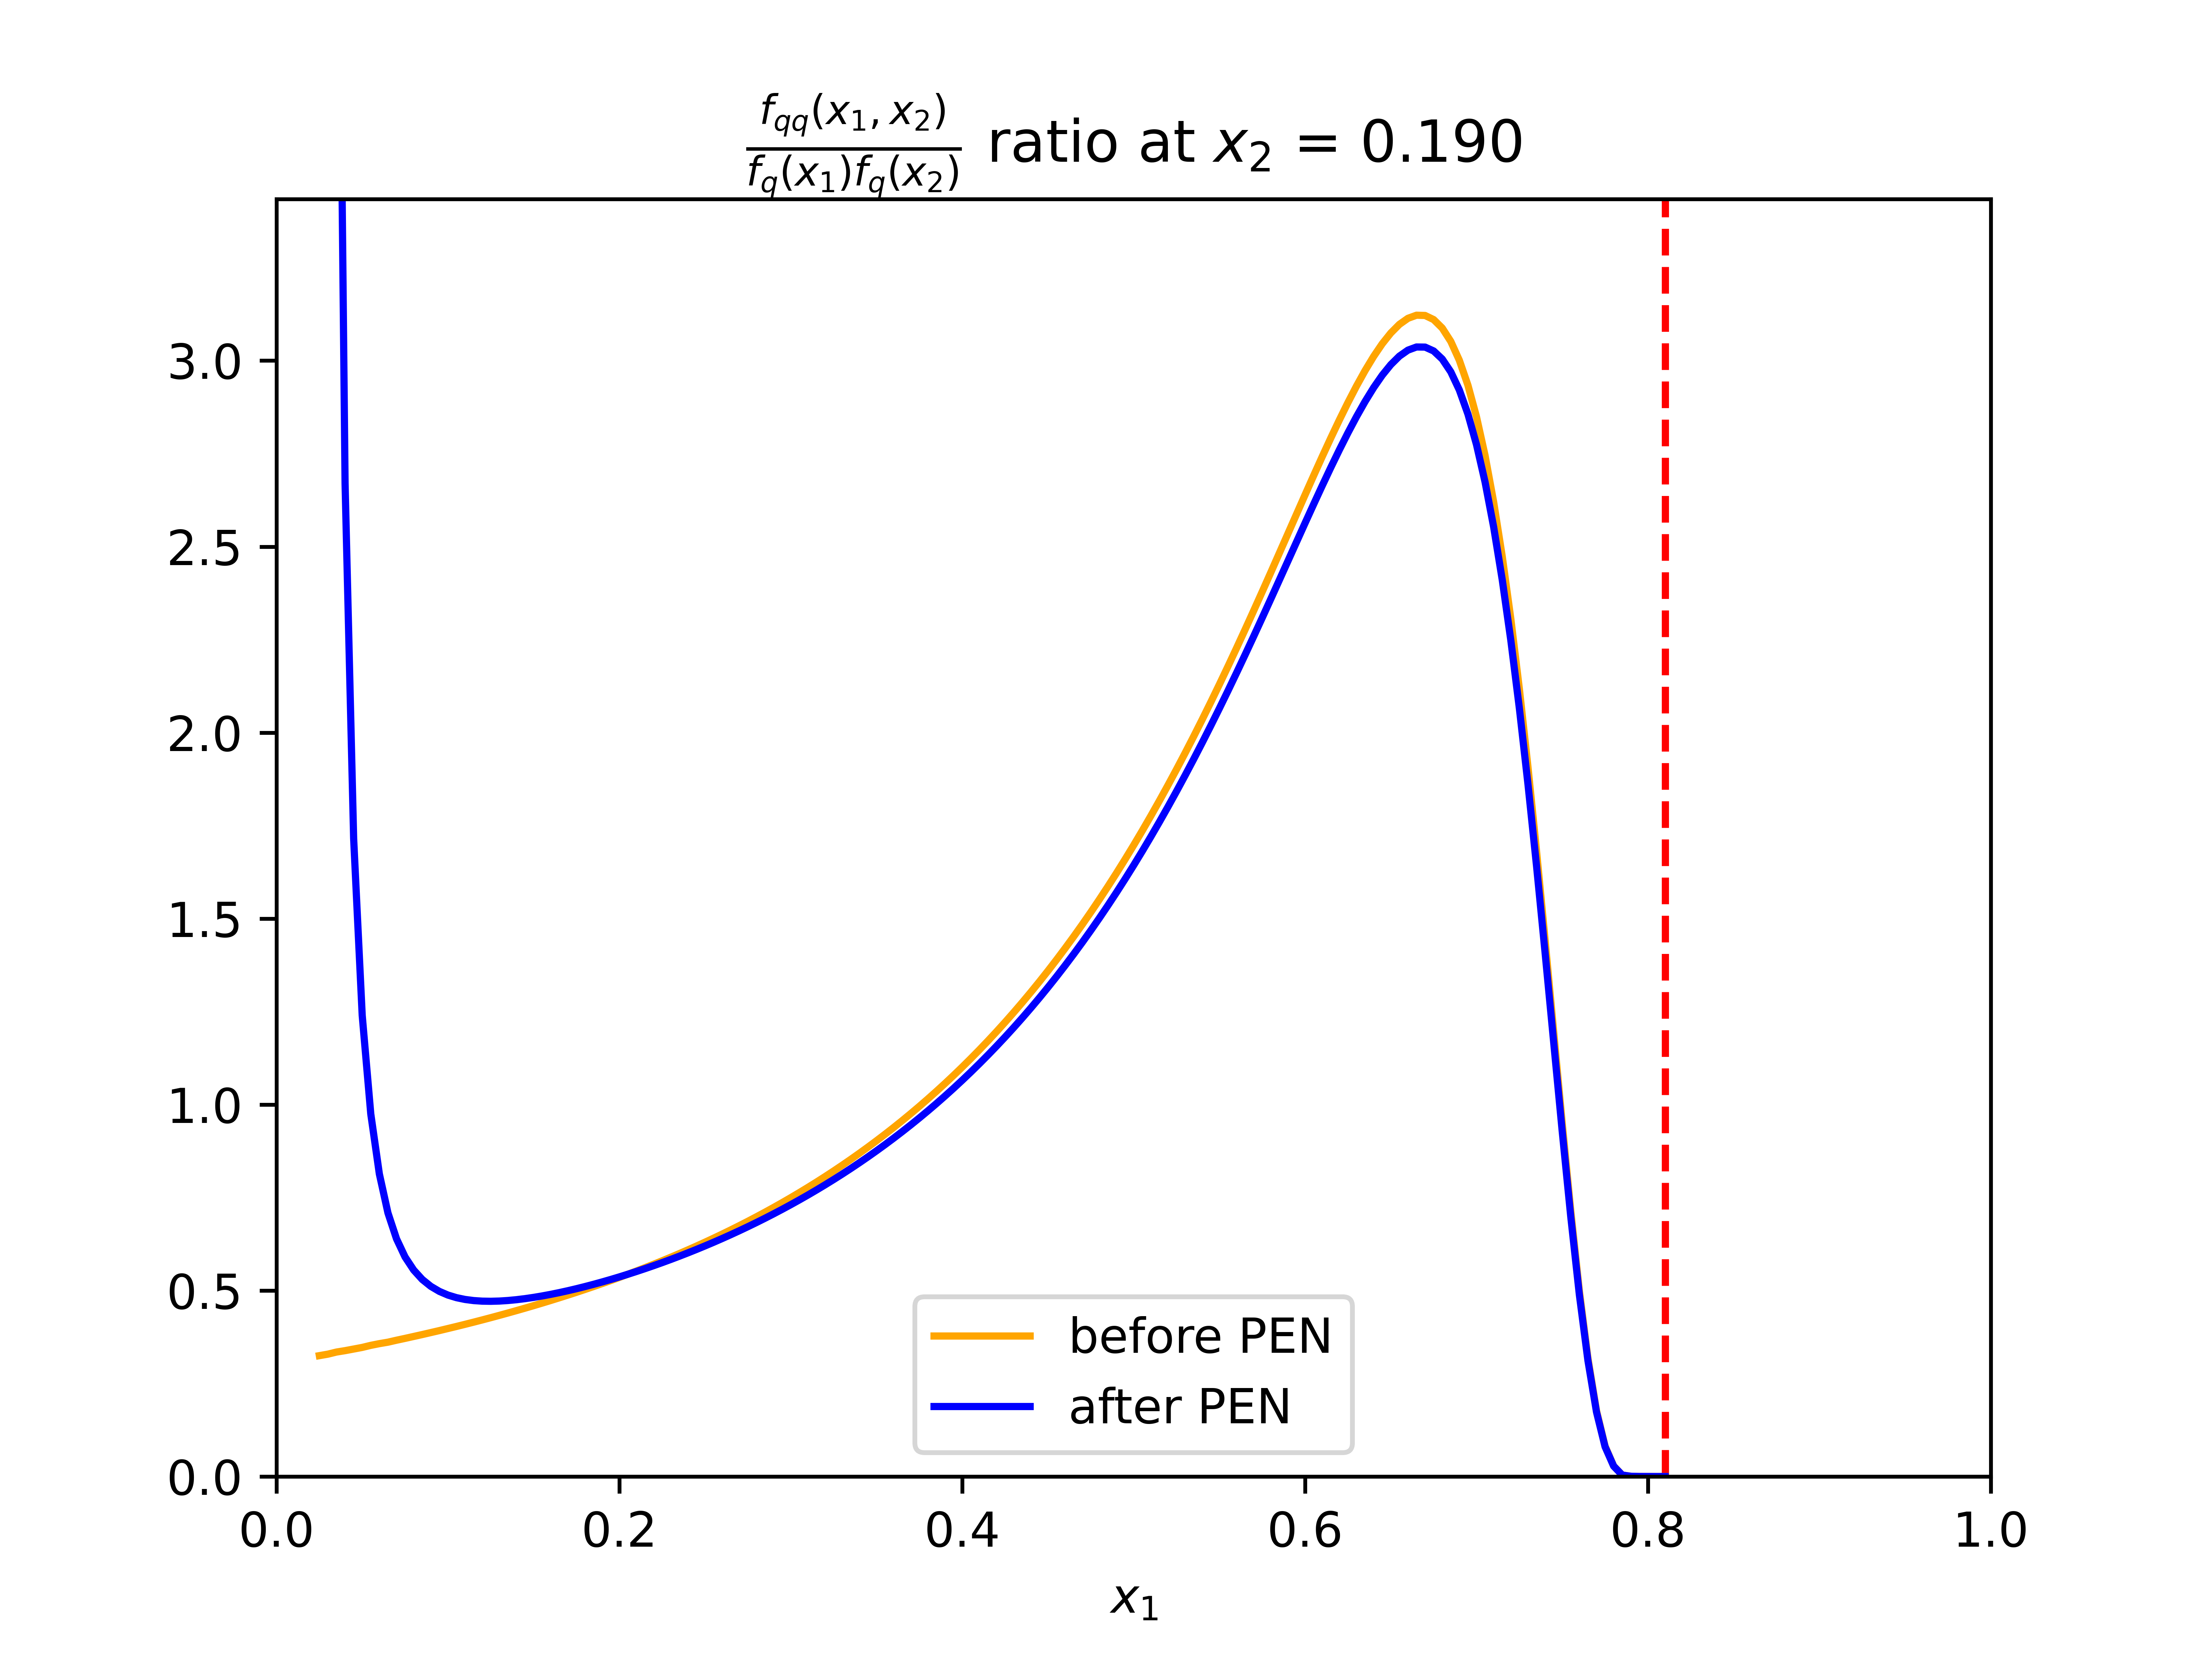 f_{qq}(x_1, x_2)
f_q(x_1)f_q(x_2)
ratio at x_2 = 0.190
3.0
2.5
2.0
1.5
1.0
0.5
0.0
before PEN
after PEN
0.0 0.2 0.4 0.6 0.8 1.0
x_1